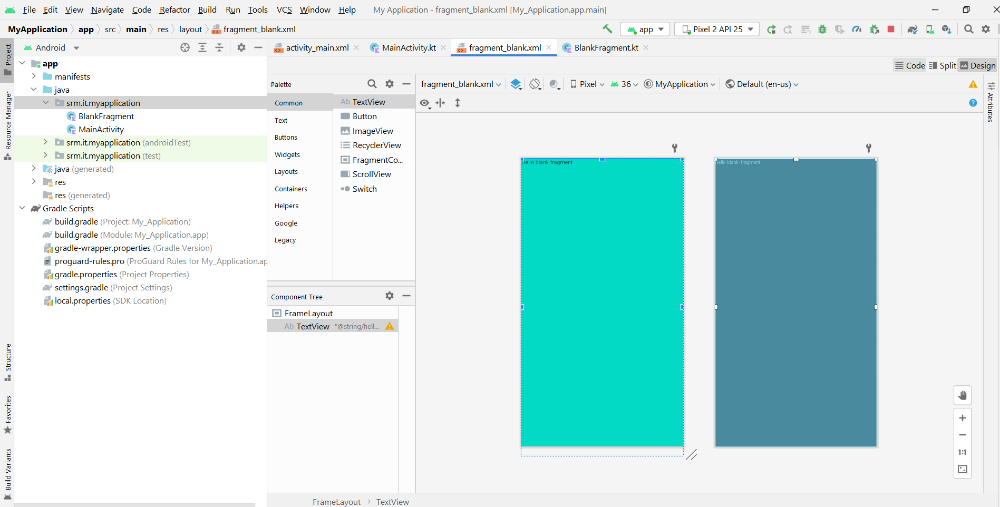 File Edit View Navigate Code Refactor Build Run Tools VCS Window Help My Application - fragment_blank.xml [My_Application.app.main]
MyApplication app src main res layout fragment_blank.xml app Pixel 2 API 25
Project
Android
activity_main.xml MainActivity.kt fragment_blank.xml BlankFragment.kt
Code Split Design
app
manifests
java
srm.it.myapplication
BlankFragment
MainActivity
srm.it.myapplication (androidTest)
srm.it.myapplication (test)
java (generated)
res
res (generated)
Gradle Scripts
build.gradle (Project: My_Application)
build.gradle (Module: My_Application.app)
gradle-wrapper.properties (Gradle Version)
proguard-rules.pro (ProGuard Rules for My_Application.ap
gradle.properties (Project Properties)
settings.gradle (Project Settings)
local.properties (SDK Location)
Resource Manager
Structure
Favorites
Build Variants
Palette
Common
Text
Buttons
Widgets
Layouts
Containers
Helpers
Google
Legacy
Ab TextView
Button
ImageView
RecyclerView
FragmentCo...
ScrollView
Switch
Component Tree
FrameLayout
Ab TextView "@string/hell...
fragment_blank.xml Pixel 36 MyApplication Default (en-us)
Attributes
Hello blank fragment
Hello blank fragment
1:1
FrameLayout TextView